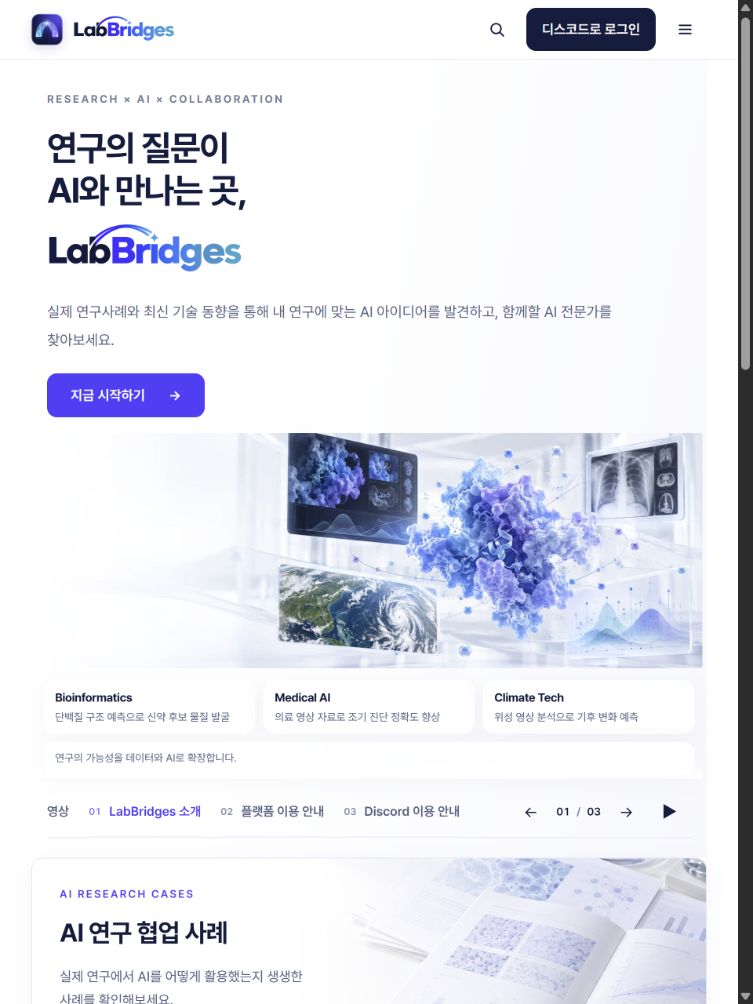 LabBridges
디스코드로 로그인
RESEARCH × AI × COLLABORATION
연구의 질문이
AI와 만나는 곳,
LabBridges
실제 연구사례와 최신 기술 동향을 통해 내 연구에 맞는 AI 아이디어를 발견하고, 함께할 AI 전문가를
찾아보세요.
지금 시작하기 →
Bioinformatics
단백질 구조 예측으로 신약 후보 물질 발굴
Medical AI
의료 영상 자료로 조기 진단 정확도 향상
Climate Tech
위성 영상 분석으로 기후 변화 예측
연구의 가능성을 데이터와 AI로 확장합니다.
영상 01 LabBridges 소개 02 플랫폼 이용 안내 03 Discord 이용 안내 ← 01 / 03 →
AI RESEARCH CASES
AI 연구 협업 사례
실제 연구에서 AI를 어떻게 활용했는지 생생한
사례를 확인해보세요.